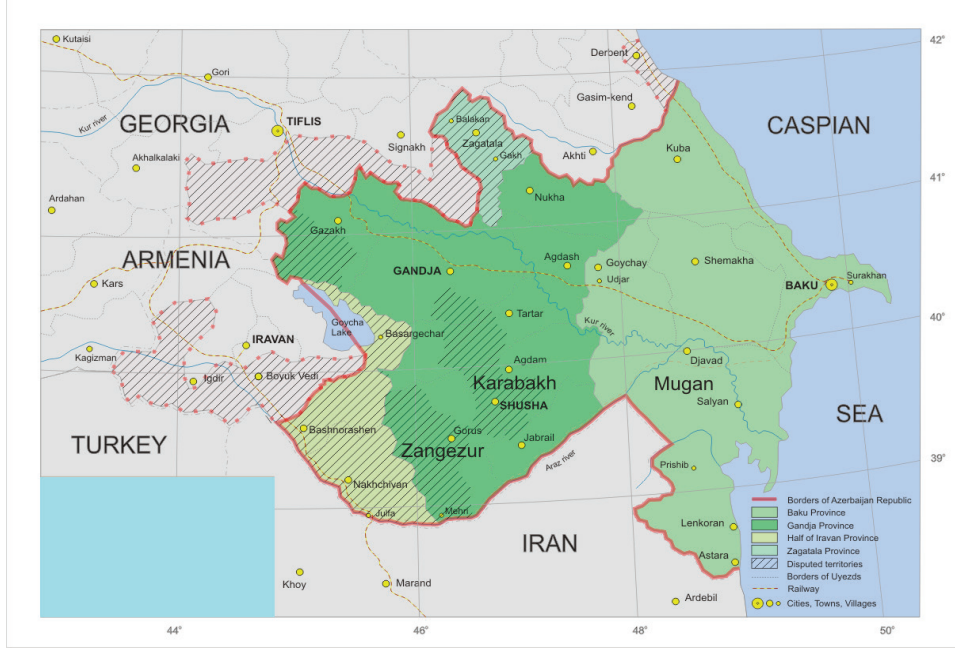 Kutaisi
Derbent
42°
Gori
Gasim-kend
Kur river
GEORGIA
TIFLIS
Balakan
CASPIAN
Zagatala
Signakh
Gakh
Akhti
Kuba
Akhalkalaki
41°
Nukha
Ardahan
Gazakh
ARMENIA
GANDJA
Agdash
Goychay
Shemakha
Udjar
Surakhan
BAKU
Kars
Goycha
Lake
Tartar
Kur river
40°
Basargechar
IRAVAN
Kagizman
Agdam
Djavad
Igdir
Boyuk Vedi
Karabakh
Mugan
SHUSHA
Salyan
SEA
Bashnorashen
Gorus
Jabrail
TURKEY
Zangezur
Araz river
Prishib
39°
Nakhchivan
Julfa
Mehri
Borders of Azerbaijan Republic
Baku Province
Lenkoran
Gandja Province
IRAN
Half of Iravan Province
Zagatala Province
Astara
Disputed territories
Borders of Uyezds
Khoy
Marand
Railway
Ardebil
Cities, Towns, Villages
44°
46°
48°
50°